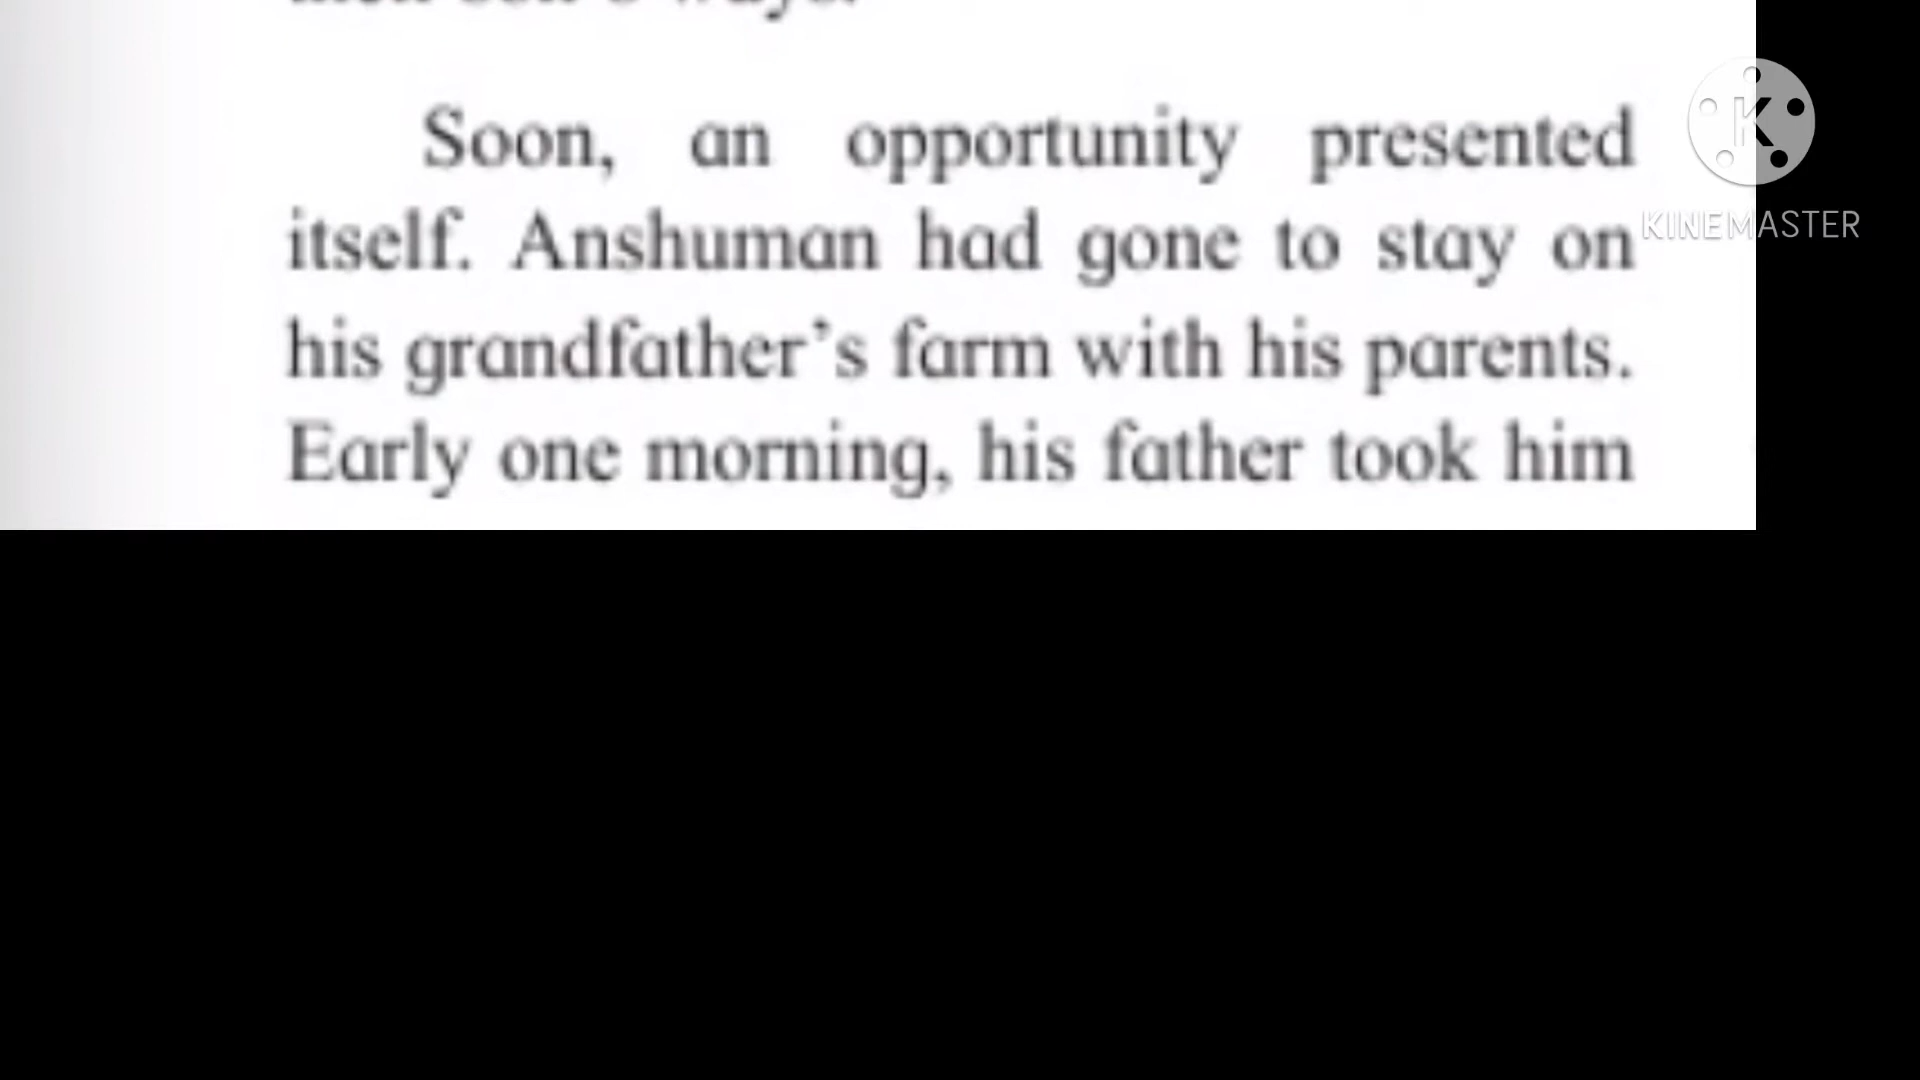 Soon, an opportunity presented
itself. Anshuman had gone to stay on
his grandfather's farm with his parents.
Early one morning, his father took him
K
KINEMASTER